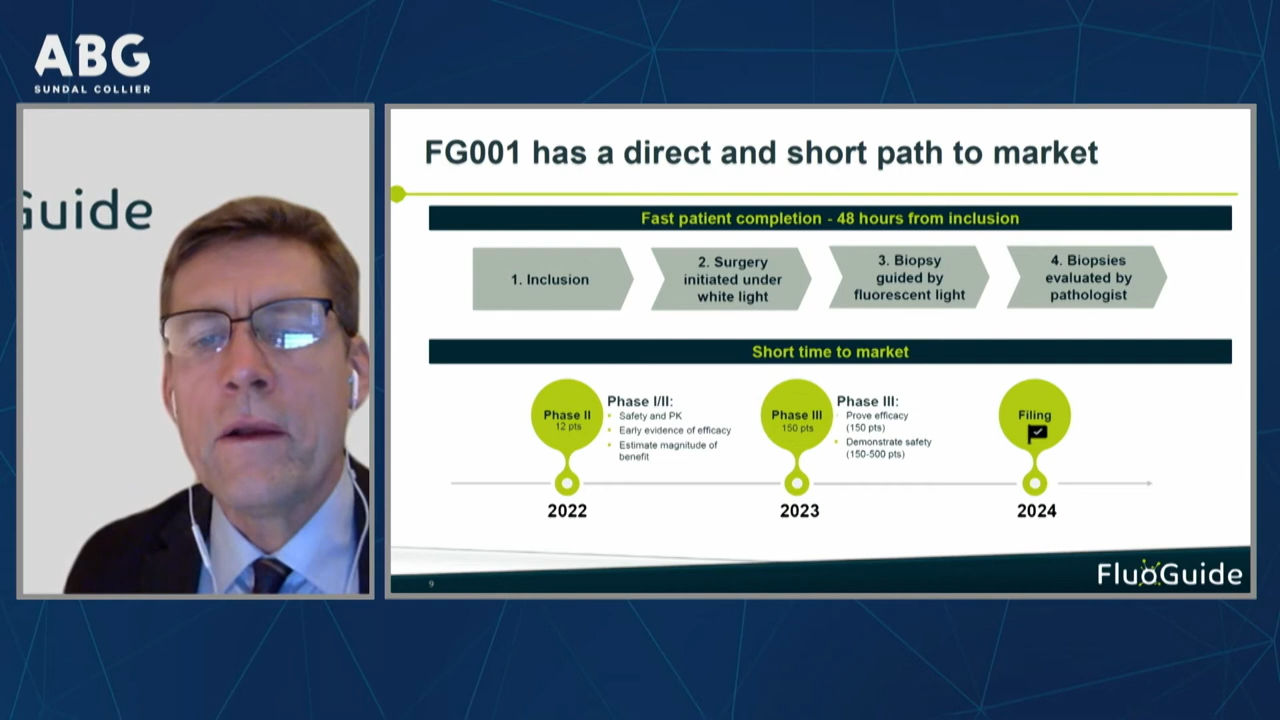 ABG
SUNDAL COLLIER
Guide
FG001 has a direct and short path to market
Fast patient completion - 48 hours from inclusion
1. Inclusion
2. Surgery
initiated under
white light
3. Biopsy
guided by
fluorescent light
4. Biopsies
evaluated by
pathologist
Short time to market
Phase II
12 pts
Phase I/II:
Safety and PK
Early evidence of efficacy
Estimate magnitude of
benefit
Phase III
150 pts
Phase III:
Prove efficacy
(150 pts)
Demonstrate safety
(150-500 pts)
Filing
2022
2023
2024
9
FluoGuide